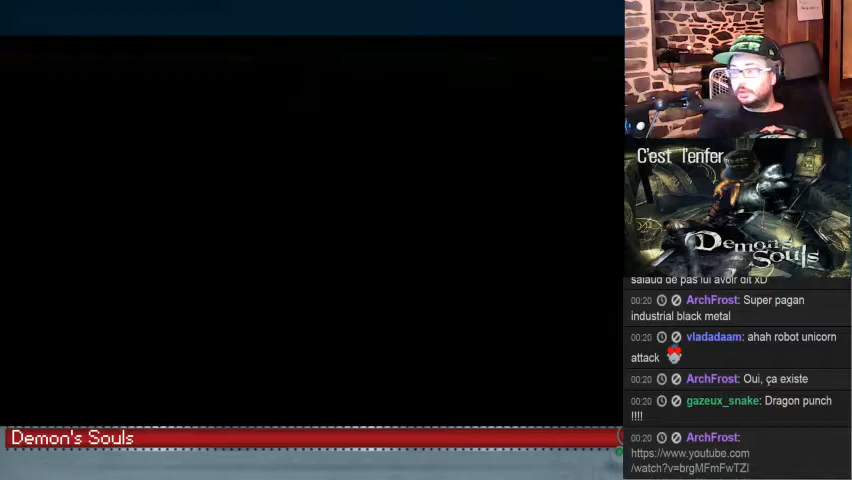 C'est l'enfer
Demon's
Souls
salaud de pas lui avoir dit xD
00:20 ArchFrost: Super pagan
industrial black metal
00:20 vladadaam: ahah robot unicorn
attack
00:20 ArchFrost: Oui, ça existe
00:20 gazeux_snake: Dragon punch
!!!!
00:20 ArchFrost:
https://www.youtube.com
/watch?v=brgMFmFwTZI
Demon's Souls